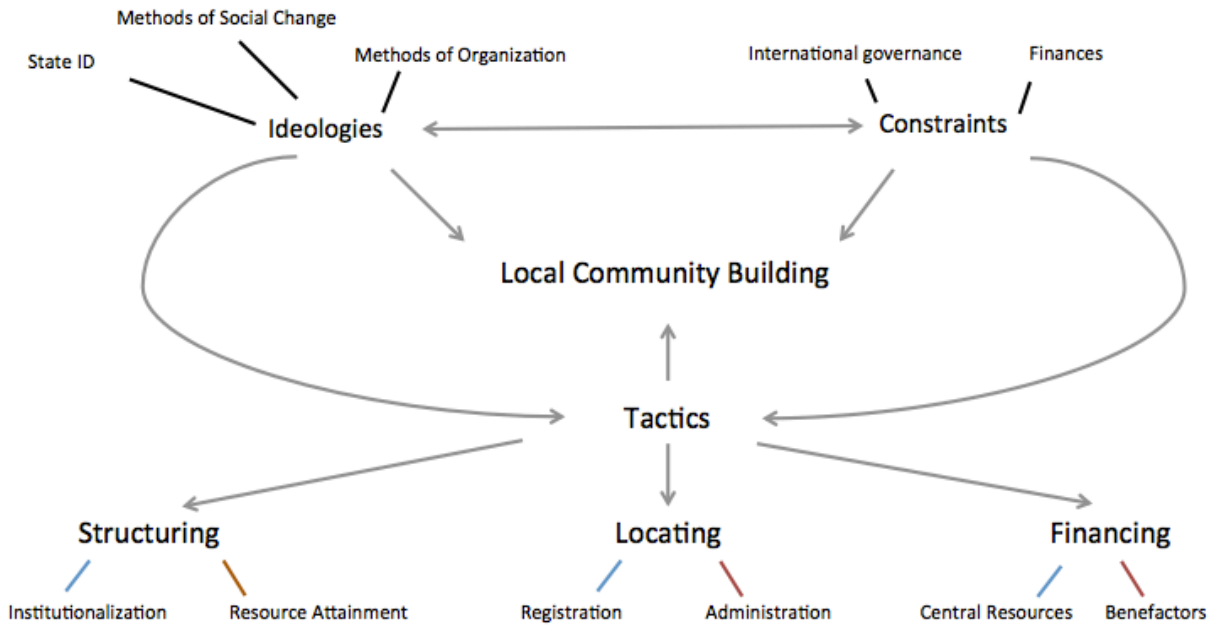 Methods of Social Change
State ID
Methods of Organization
International governance
Finances
Ideologies
Constraints
Local Community Building
Tactics
Structuring
Locating
Financing
Institutionalization
Resource Attainment
Registration
Administration
Central Resources
Benefactors